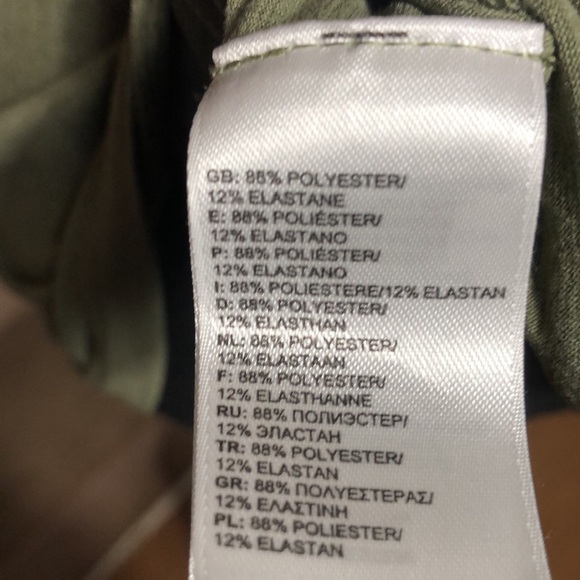 GB: 88% POLYESTER/
12% ELASTANE
E: 88% POLIÉSTER/
12% ELASTANO
P: 88% POLIÉSTER/
12% ELASTANO
I: 88% POLIESTERE/12% ELASTAN
D: 88% POLYESTER/
12% ELASTHAN
NL: 88% POLYESTER/
12% ELASTAAN
F: 88% POLYESTER/
12% ELASTHANNE
RU: 88% ПОЛИЭСТЕР/
12% ЭЛАСТАН
TR: 88% POLYESTER/
12% ELASTAN
GR: 88% ΠΟΛΥΕΣΤΕΡΑΣ/
12% ΕΛΑΣΤΙΝΗ
PL: 88% POLIESTER/
12% ELASTAN